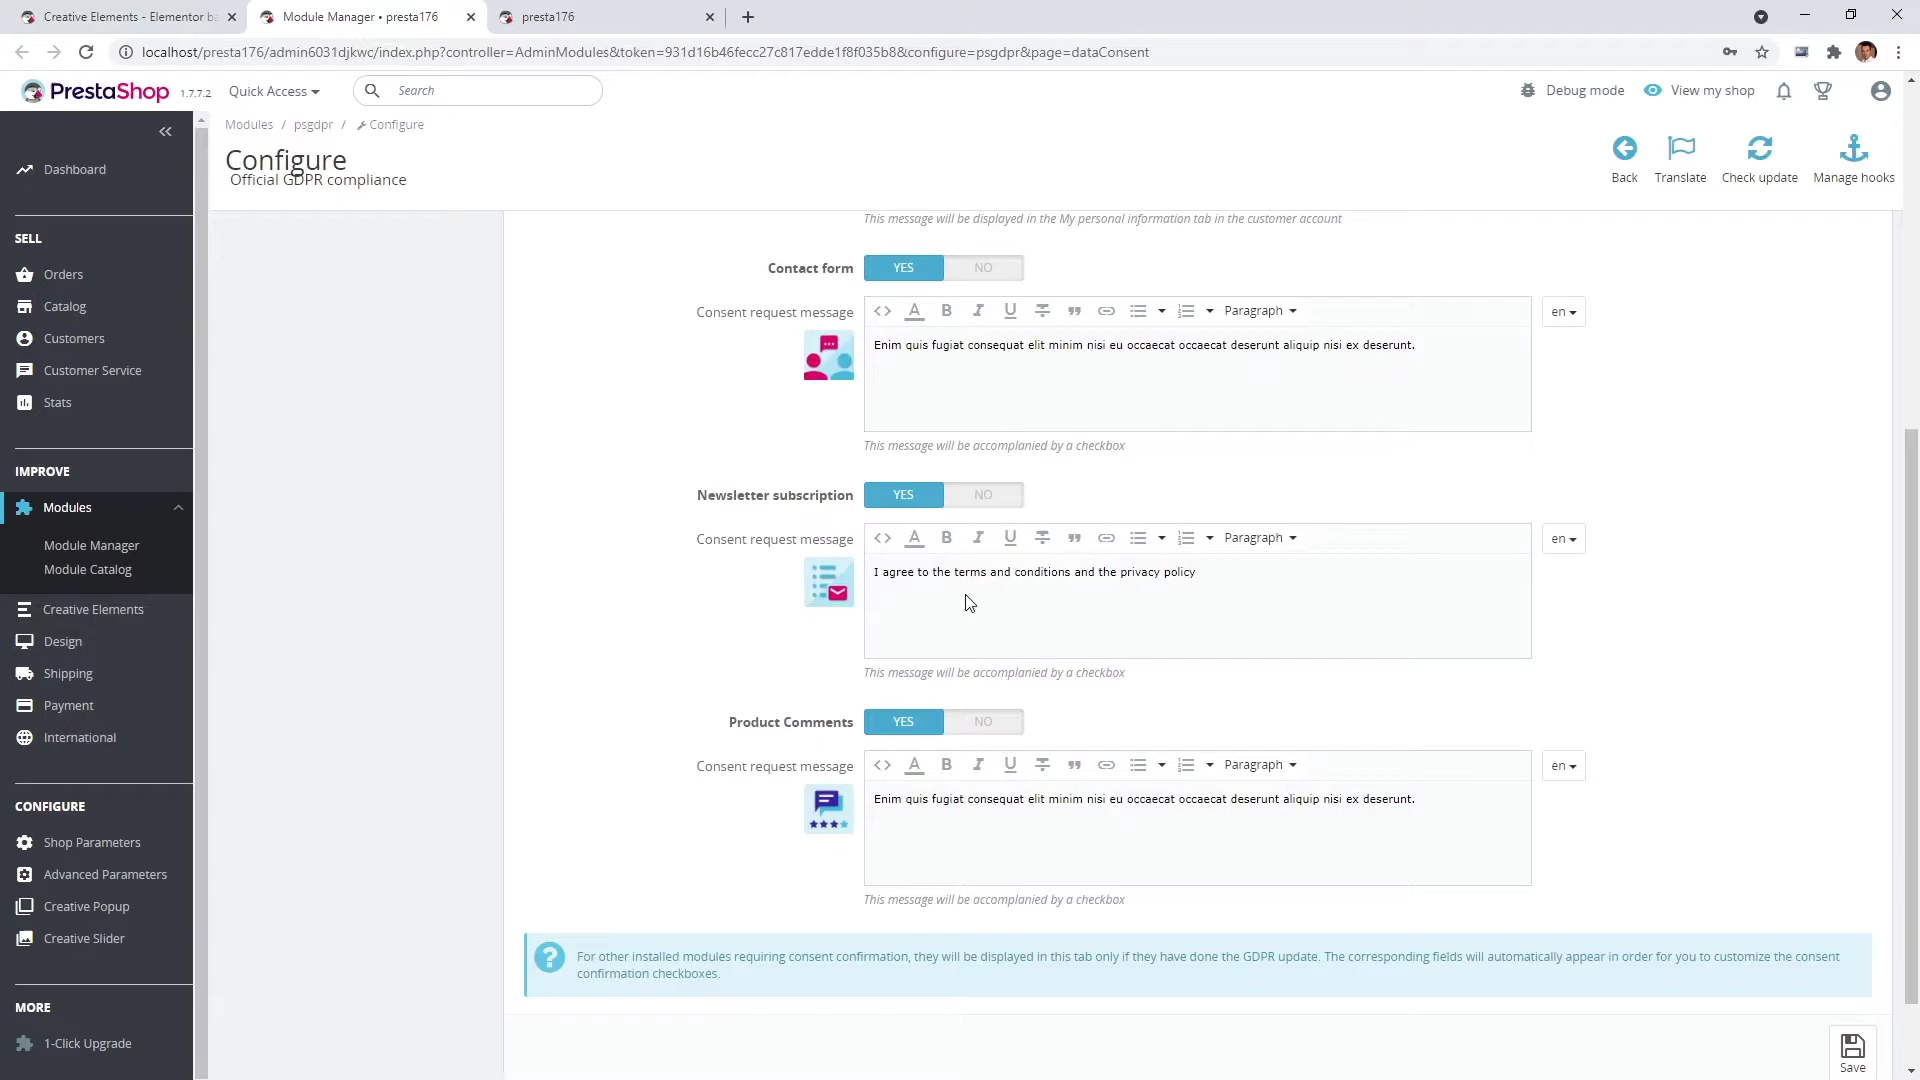 Creative Elements - Elementor ba
Module Manager • presta176
presta176
localhost/presta176/admin6031djkwc/index.php?controller=AdminModules&token=931d16b46fecc27c817edde1f8f035b8&configure=psgdpr&page=dataConsent
PrestaShop 1.7.7.2
Quick Access
Search
Debug mode
View my shop
Modules / psgdpr / Configure
Configure
Official GDPR compliance
Back
Translate
Check update
Manage hooks
Dashboard
SELL
Orders
Catalog
Customers
Customer Service
Stats
IMPROVE
Modules
Module Manager
Module Catalog
Creative Elements
Design
Shipping
Payment
International
CONFIGURE
Shop Parameters
Advanced Parameters
Creative Popup
Creative Slider
MORE
1-Click Upgrade
This message will be displayed in the My personal information tab in the customer account
Contact form YES NO
Consent request message
A B I U Paragraph
en
Enim quis fugiat consequat elit minim nisi eu occaecat occaecat deserunt aliquip nisi ex deserunt.
This message will be accomplanied by a checkbox
Newsletter subscription YES NO
Consent request message
A B I U Paragraph
en
I agree to the terms and conditions and the privacy policy
This message will be accomplanied by a checkbox
Product Comments YES NO
Consent request message
A B I U Paragraph
en
Enim quis fugiat consequat elit minim nisi eu occaecat occaecat deserunt aliquip nisi ex deserunt.
This message will be accomplanied by a checkbox
For other installed modules requiring consent confirmation, they will be displayed in this tab only if they have done the GDPR update. The corresponding fields will automatically appear in order for you to customize the consent
confirmation checkboxes.
Save